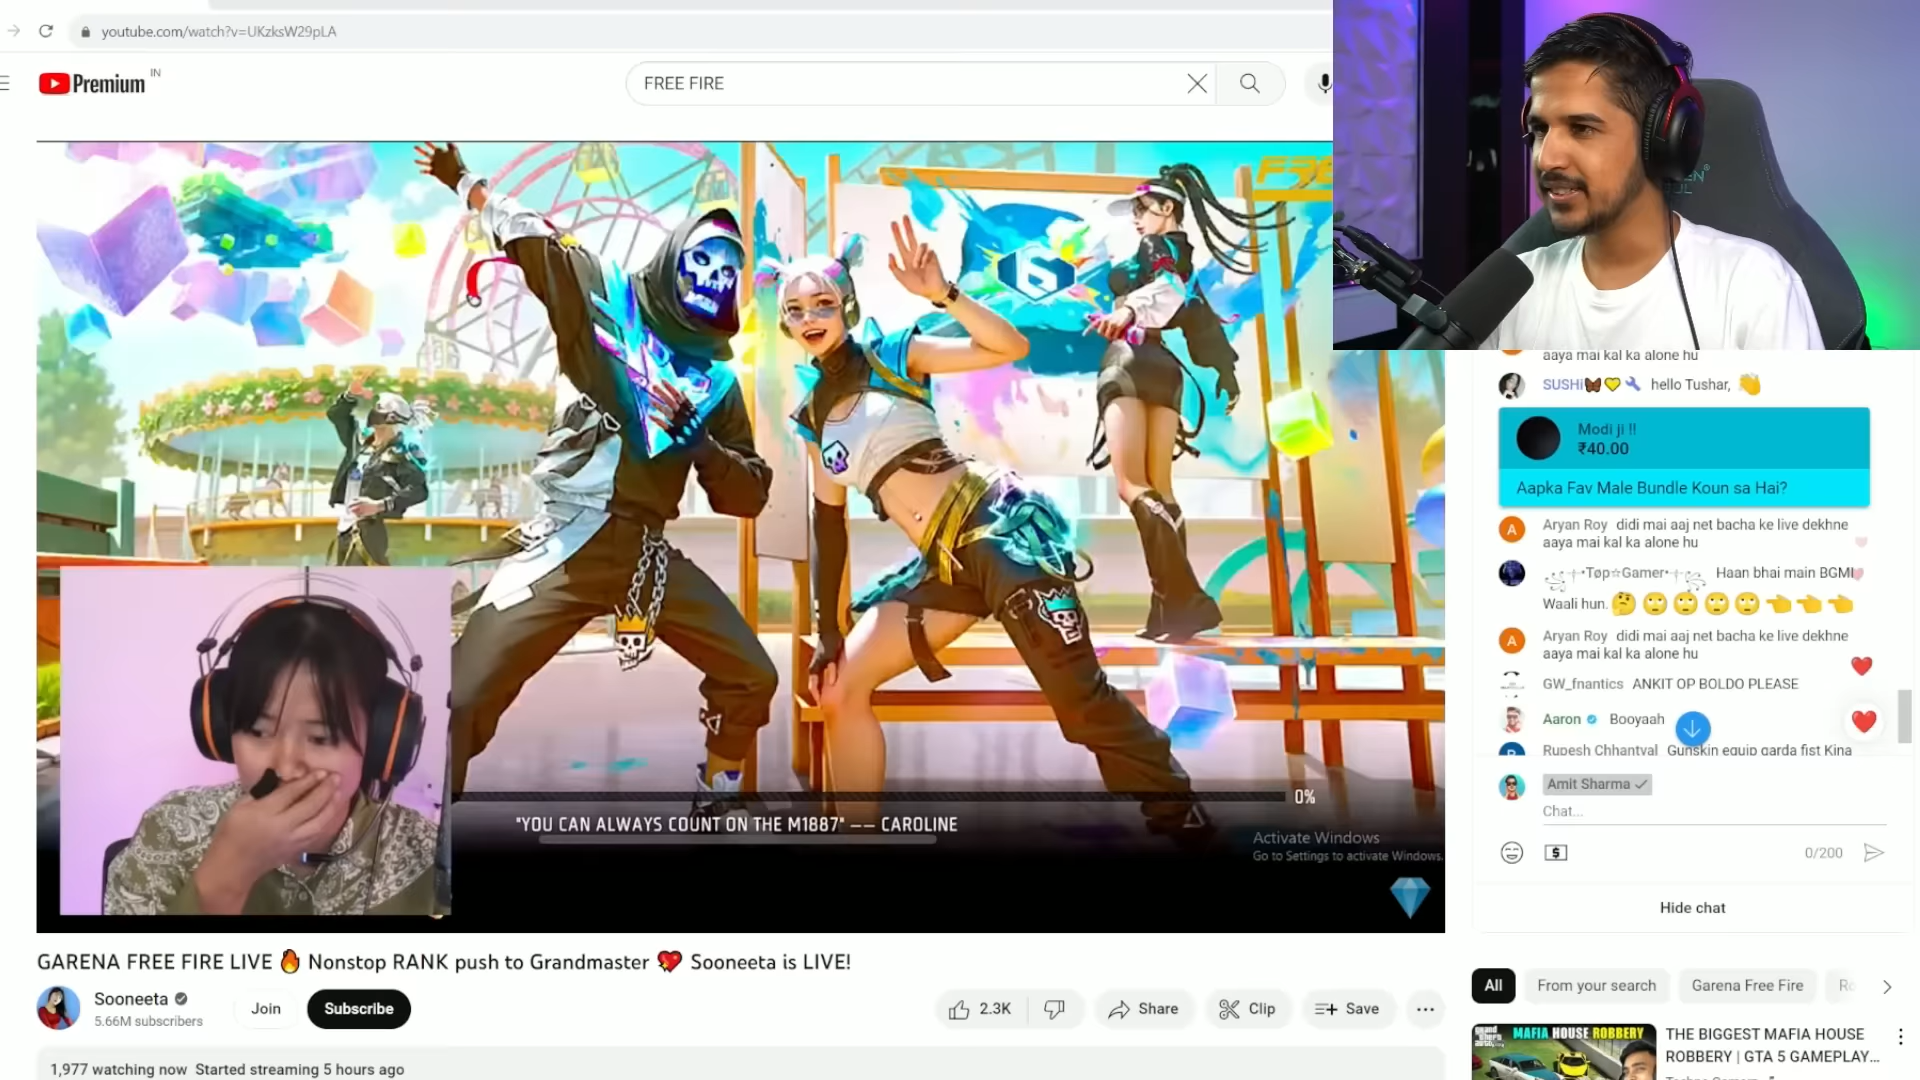 youtube.com/watch?v=UKzksW29pLA
Premium IN
FREE FIRE
"YOU CAN ALWAYS COUNT ON THE M1887" –– CAROLINE
0%
Activate Windows
Go to Settings to activate Windows.
GARENA FREE FIRE LIVE 🔥 Nonstop RANK push to Grandmaster 💖 Sooneeta is LIVE!
Sooneeta
5.66M subscribers
Join
Subscribe
2.3K
Share
Clip
Save
1,977 watching now Started streaming 5 hours ago
aaya mai kal ka alone hu
SUSHi🦋💛 hello Tushar, 👋
Modi ji !!
₹40.00
Aapka Fav Male Bundle Koun sa Hai?
Aryan Roy didi mai aaj net bacha ke live dekhne
aaya mai kal ka alone hu
Tøp☆Gamer Haan bhai main BGMI
Waali hun. 🤔🙄🙄🙄🙄👈👈👈
Aryan Roy didi mai aaj net bacha ke live dekhne
aaya mai kal ka alone hu
GW_fnantics ANKIT OP BOLDO PLEASE
Aaron Booyaah
Rupesh Chhantyal Gunskin equip garda fist Kina
Amit Sharma
Chat...
0/200
Hide chat
All
From your search
Garena Free Fire
MAFIA HOUSE ROBBERY
THE BIGGEST MAFIA HOUSE
ROBBERY | GTA 5 GAMEPLAY...